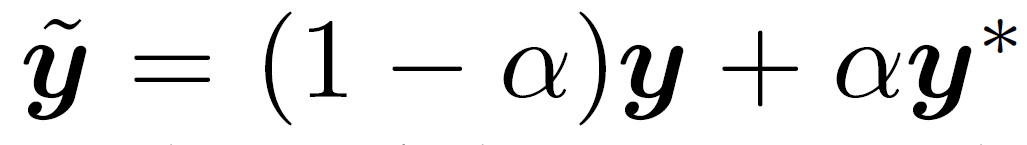 ỹ = (1 − α)y + αy*